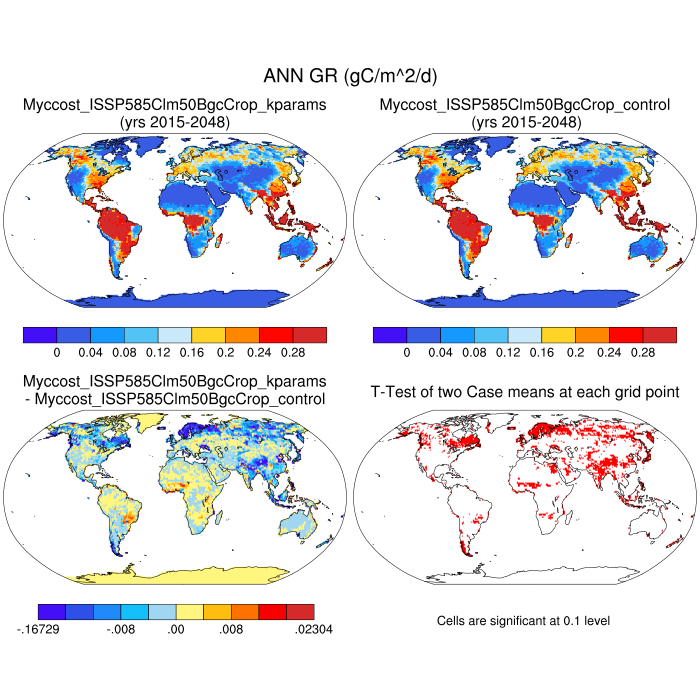 ANN GR (gC/m^2/d)
Myccost_ISSP585Clm50BgcCrop_kparams
(yrs 2015-2048)
Myccost_ISSP585Clm50BgcCrop_control
(yrs 2015-2048)
0 0.04 0.08 0.12 0.16 0.2 0.24 0.28
0 0.04 0.08 0.12 0.16 0.2 0.24 0.28
Myccost_ISSP585Clm50BgcCrop_kparams
- Myccost_ISSP585Clm50BgcCrop_control
T-Test of two Case means at each grid point
-.16729 -.008 .00 .008 .02304
Cells are significant at 0.1 level